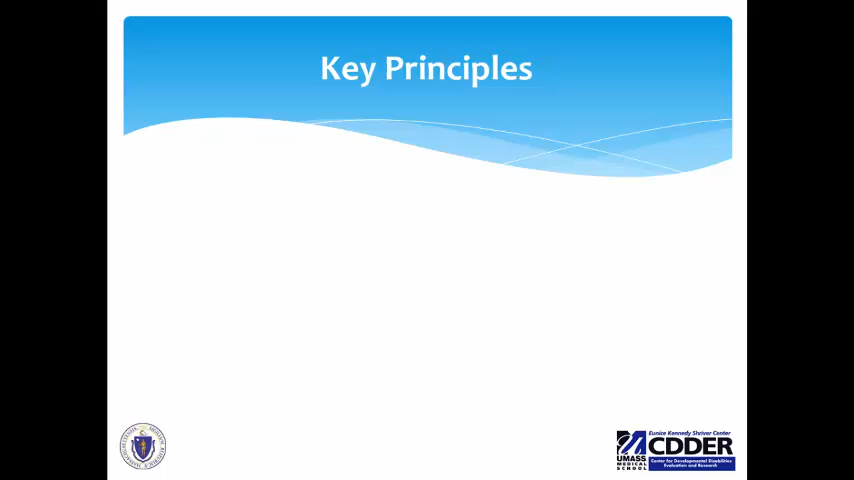 Key Principles
Eunice Kennedy Shriver Center
CDDER
UMASS
MEDICAL
SCHOOL
Center for Developmental Disabilities
Evaluation and Research